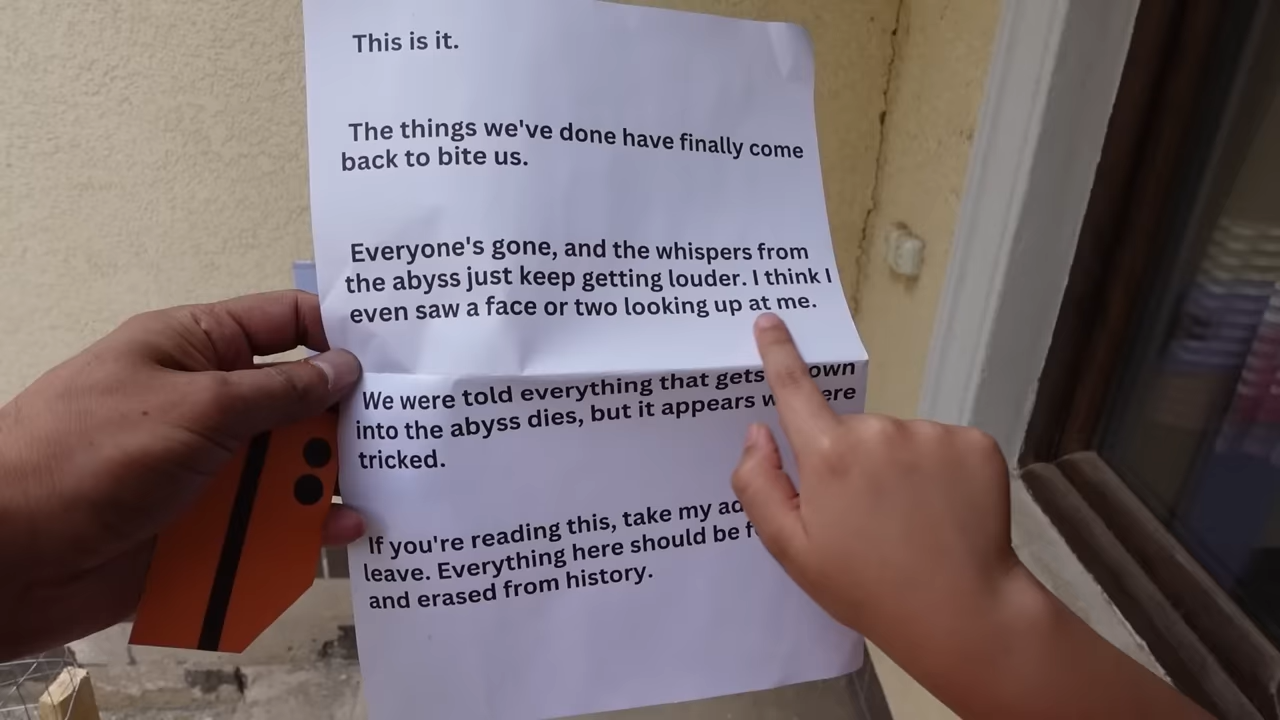 This is it.
The things we've done have finally come
back to bite us.
Everyone's gone, and the whispers from
the abyss just keep getting louder. I think I
even saw a face or two looking up at me.
We were told everything that gets
into the abyss dies, but it appears
tricked.
If you're reading this, take my
leave. Everything here should be
and erased from history.